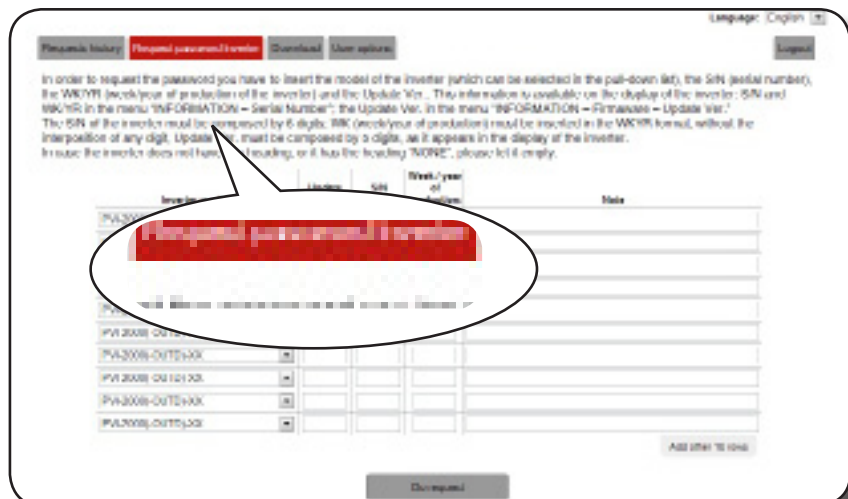 Language: English
Requests history Request password inverter Download User options Logout
In order to request the password you have to insert the model of the inverter (which can be selected in the pull-down list), the S/N (serial number),
the WK/YR (week/year of production of the inverter) and the Update Ver.. This information is available on the display of the inverter: S/N and
WK/YR in the menu "INFORMATION – Serial Number"; the Update Ver. in the menu "INFORMATION – Firmware – Update Ver."
The S/N of the inverter must be composed by 6 digits; WK (week/year of production) must be inserted in the WKYR format, without the
interposition of any digit, Update Ver. must be composed by 5 digits, as it appears in the display of the inverter.
In case the inverter does not have heading, or it has the heading "NONE", please let it empty.
Update S/N Week / year
of
Note
Request password inverter
PVI-2000(-OUTD)-XX
PVI-2000(-OUTD)-XX
PVI-2000(-OUTD)-XX
PVI-2000(-OUTD)-XX
PVI-2000(-OUTD)-XX
Add other 10 rows
Do request